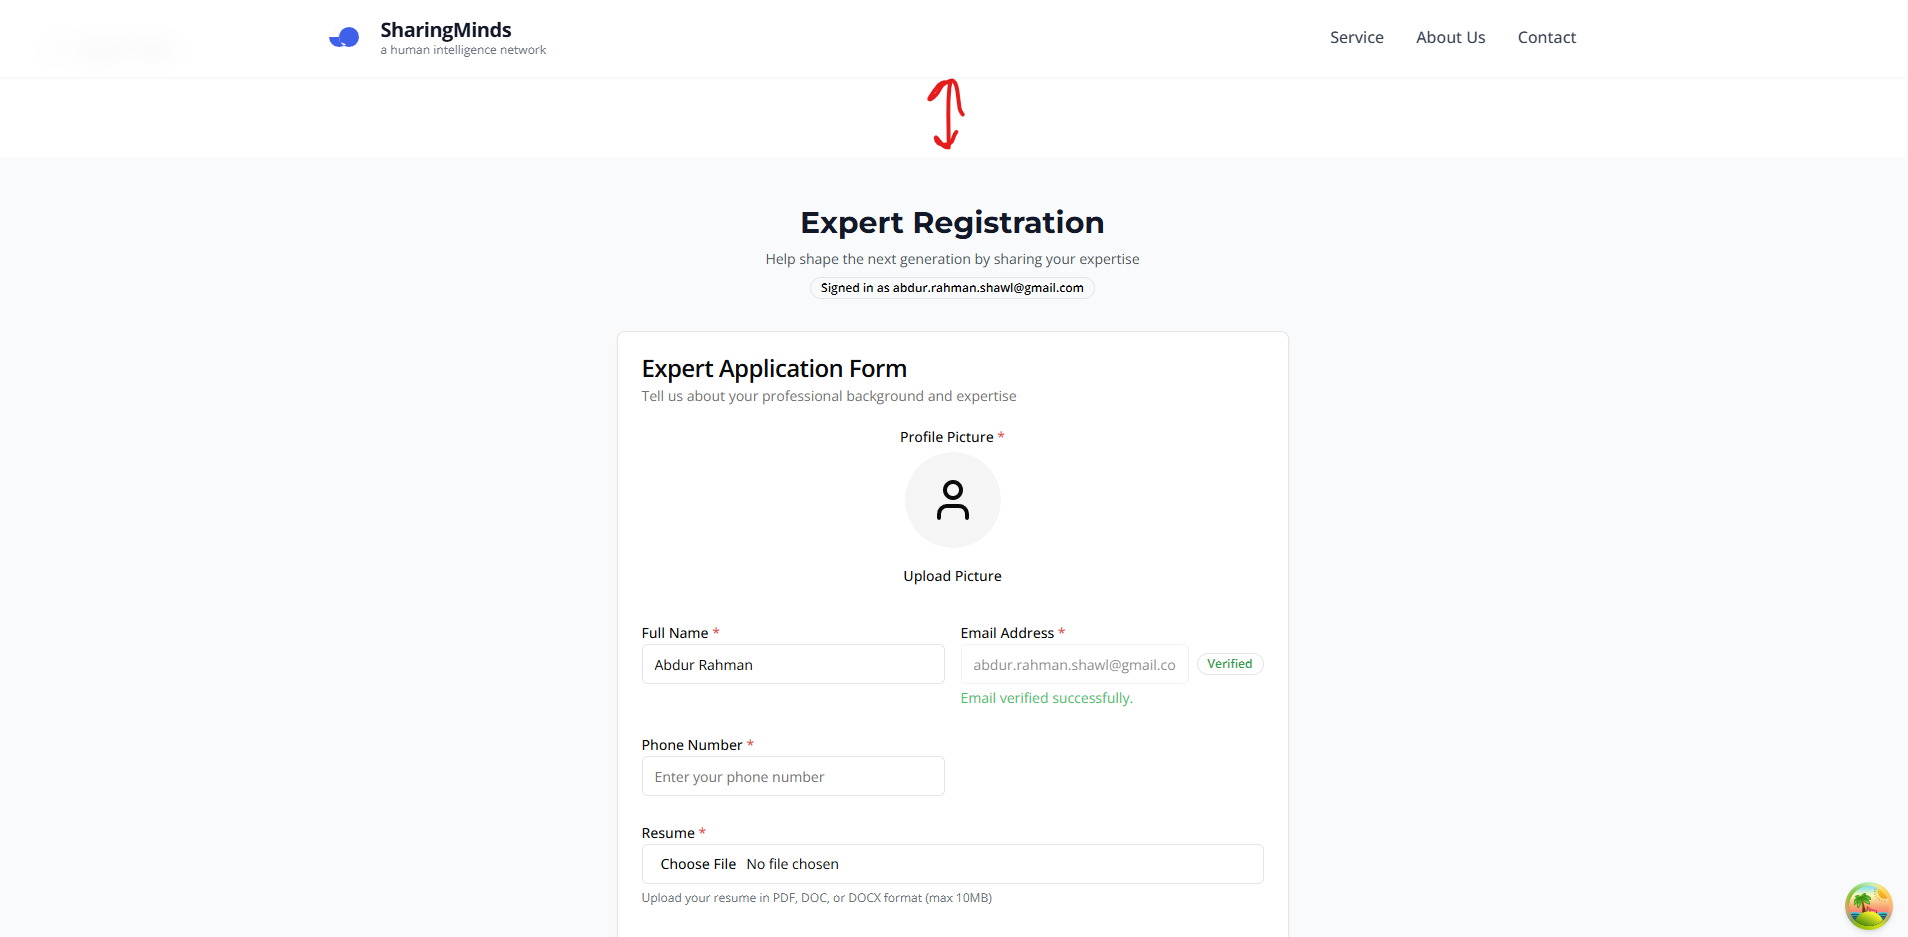 SharingMinds
a human intelligence network
Service About Us Contact
Expert Registration
Help shape the next generation by sharing your expertise
Signed in as abdur.rahman.shawl@gmail.com
Expert Application Form
Tell us about your professional background and expertise
Profile Picture *
Upload Picture
Full Name * Email Address *
Abdur Rahman abdur.rahman.shawl@gmail.co Verified
Email verified successfully.
Phone Number *
Enter your phone number
Resume *
Choose File No file chosen
Upload your resume in PDF, DOC, or DOCX format (max 10MB)